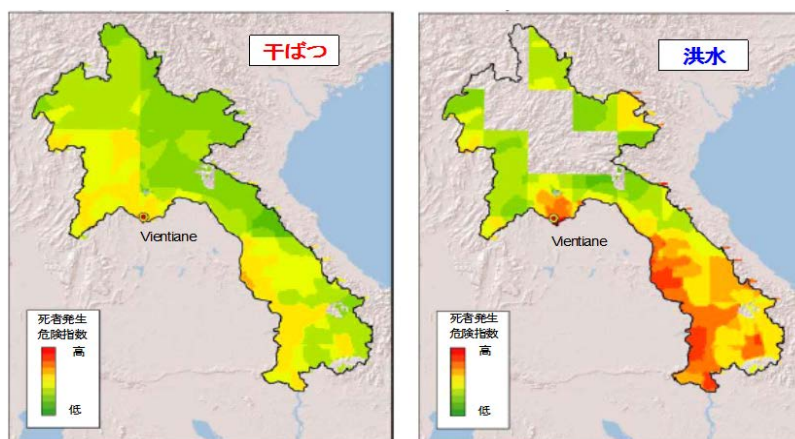 干ばつ
Vientiane
死者発生
危険指数
高
低
洪水
Vientiane
死者発生
危険指数
高
低